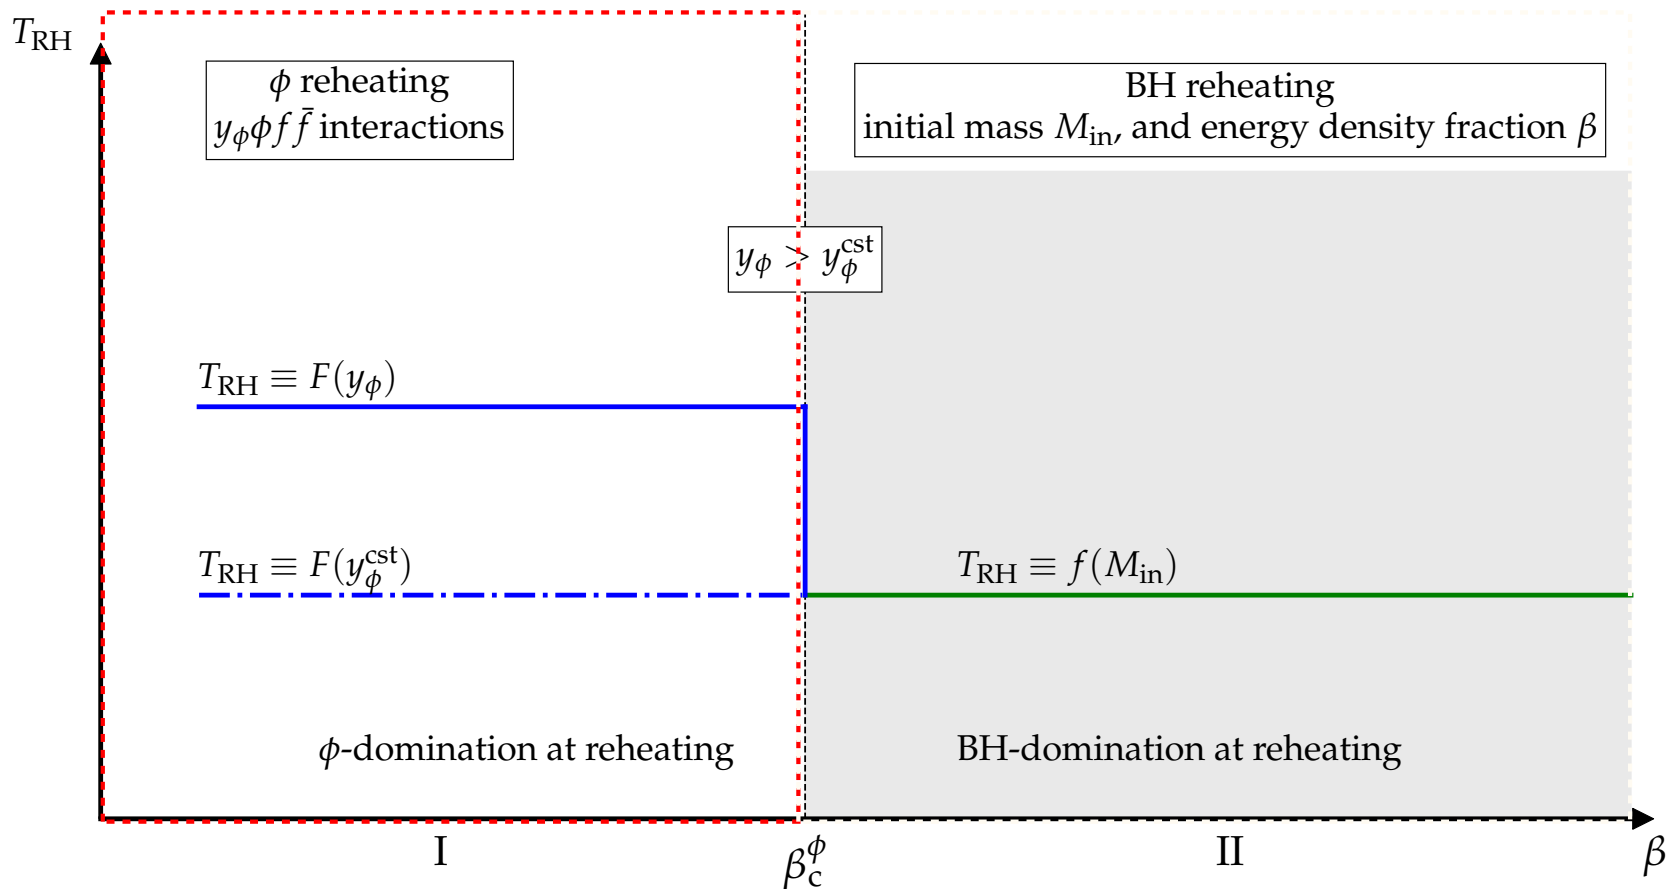 T_RH
ϕ reheating
y_ϕ ϕ f f̄ interactions
BH reheating
initial mass M_in, and energy density fraction β
y_ϕ > y_ϕ^cst
T_RH ≡ F(y_ϕ)
T_RH ≡ F(y_ϕ^cst)
T_RH ≡ f(M_in)
ϕ-domination at reheating
BH-domination at reheating
I
β_c^ϕ
II
β